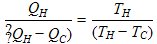 Q_H / ?(?Q_H − Q_C) = T_H / (T_H − T_C)